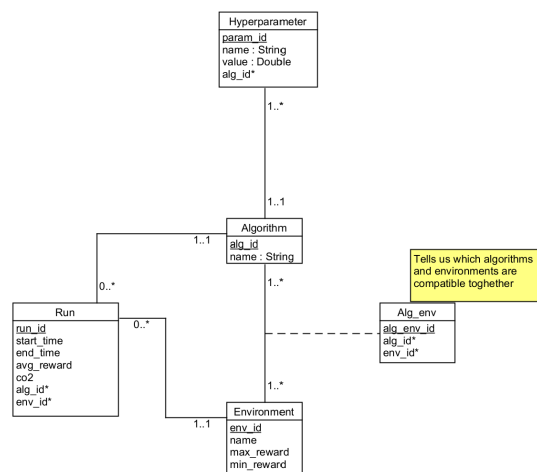 Hyperparameter
param_id
name : String
value : Double
alg_id*
1..*
1..1
Algorithm
alg_id
name : String
1..1
1..*
0..*
Tells us which algorithms
and environments are
compatible toghether
Run
run_id
start_time
end_time
avg_reward
co2
alg_id*
env_id*
0..*
Alg_env
alg_env_id
alg_id*
env_id*
1..*
1..1
Environment
env_id
name
max_reward
min_reward